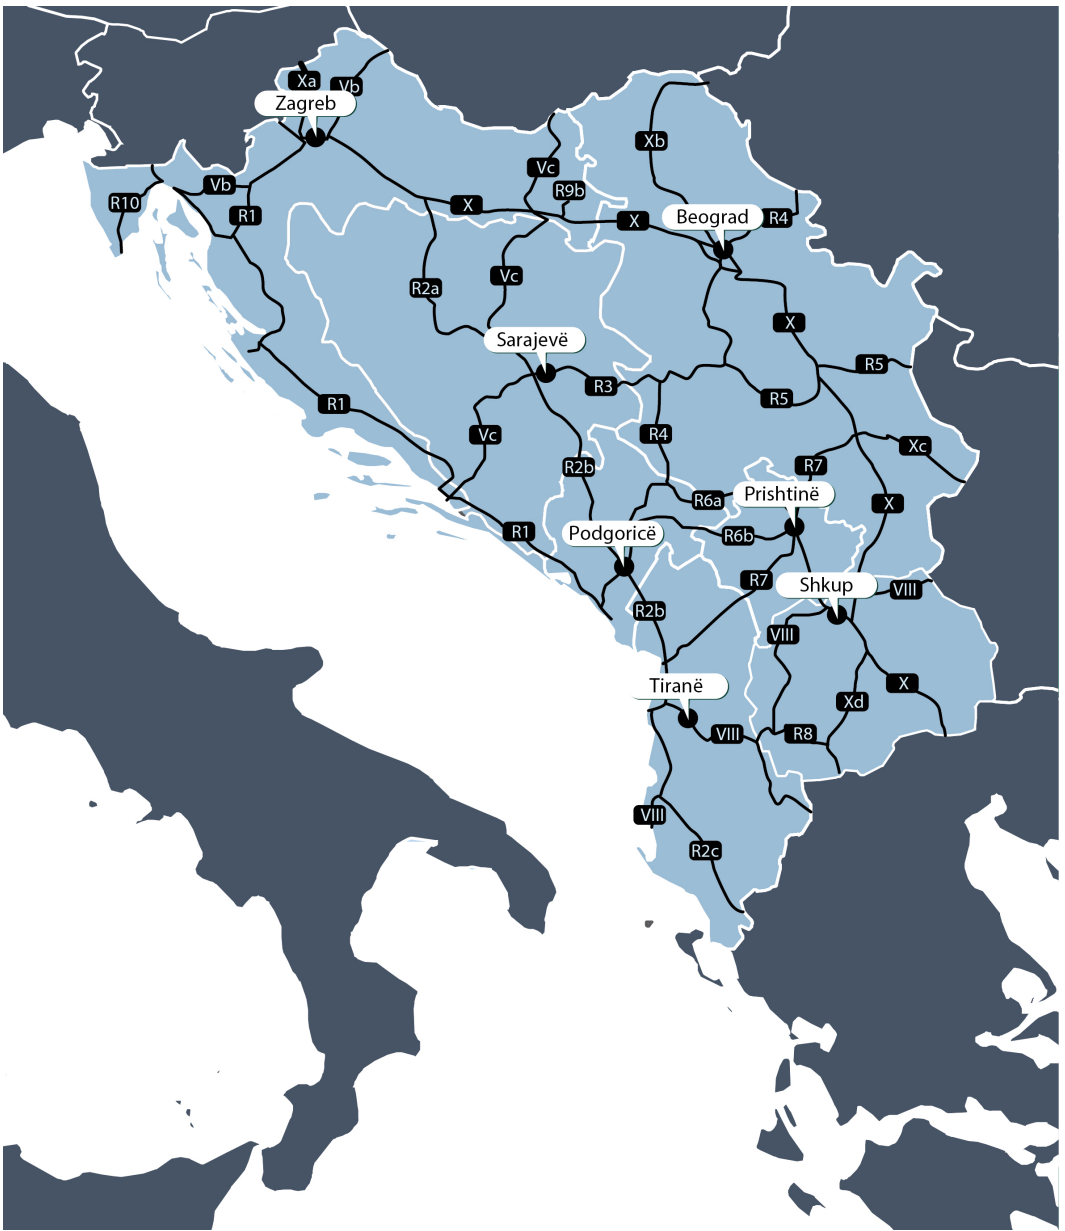 Xa
Vb
Zagreb
Xb
Vc
Vb
R9b
R10
R1
X
X
Beograd
R4
Vc
R2a
X
Sarajevë
R5
R3
R5
R1
Vc
R4
Xc
R2b
R7
R6a
Prishtinë
X
R1
Podgoricë
R6b
R7
Shkup
VIII
R2b
VIII
Tiranë
X
Xd
VIII
R8
VIII
R2c